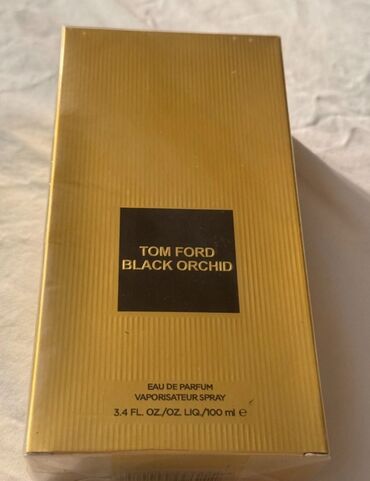 TOM FORD
BLACK ORCHID
EAU DE PARFUM
VAPORISATEUR SPRAY
3.4 FL. OZ./OZ. LIQ./100 ml ℮